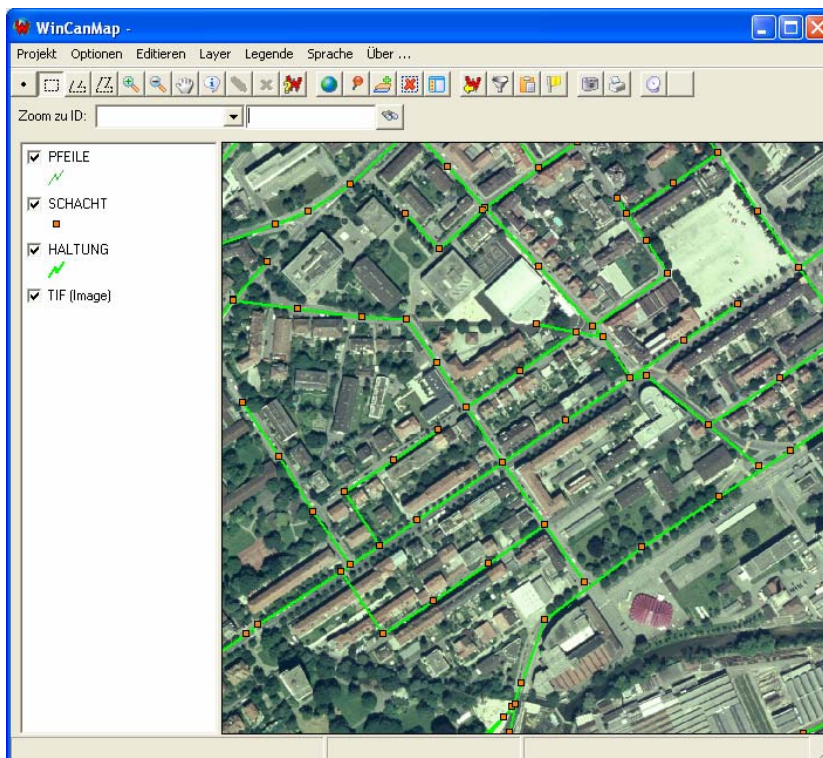 WinCanMap -
Projekt Optionen Editieren Layer Legende Sprache Über ...
Zoom zu ID:
PFEILE
SCHACHT
HALTUNG
TIF (Image)